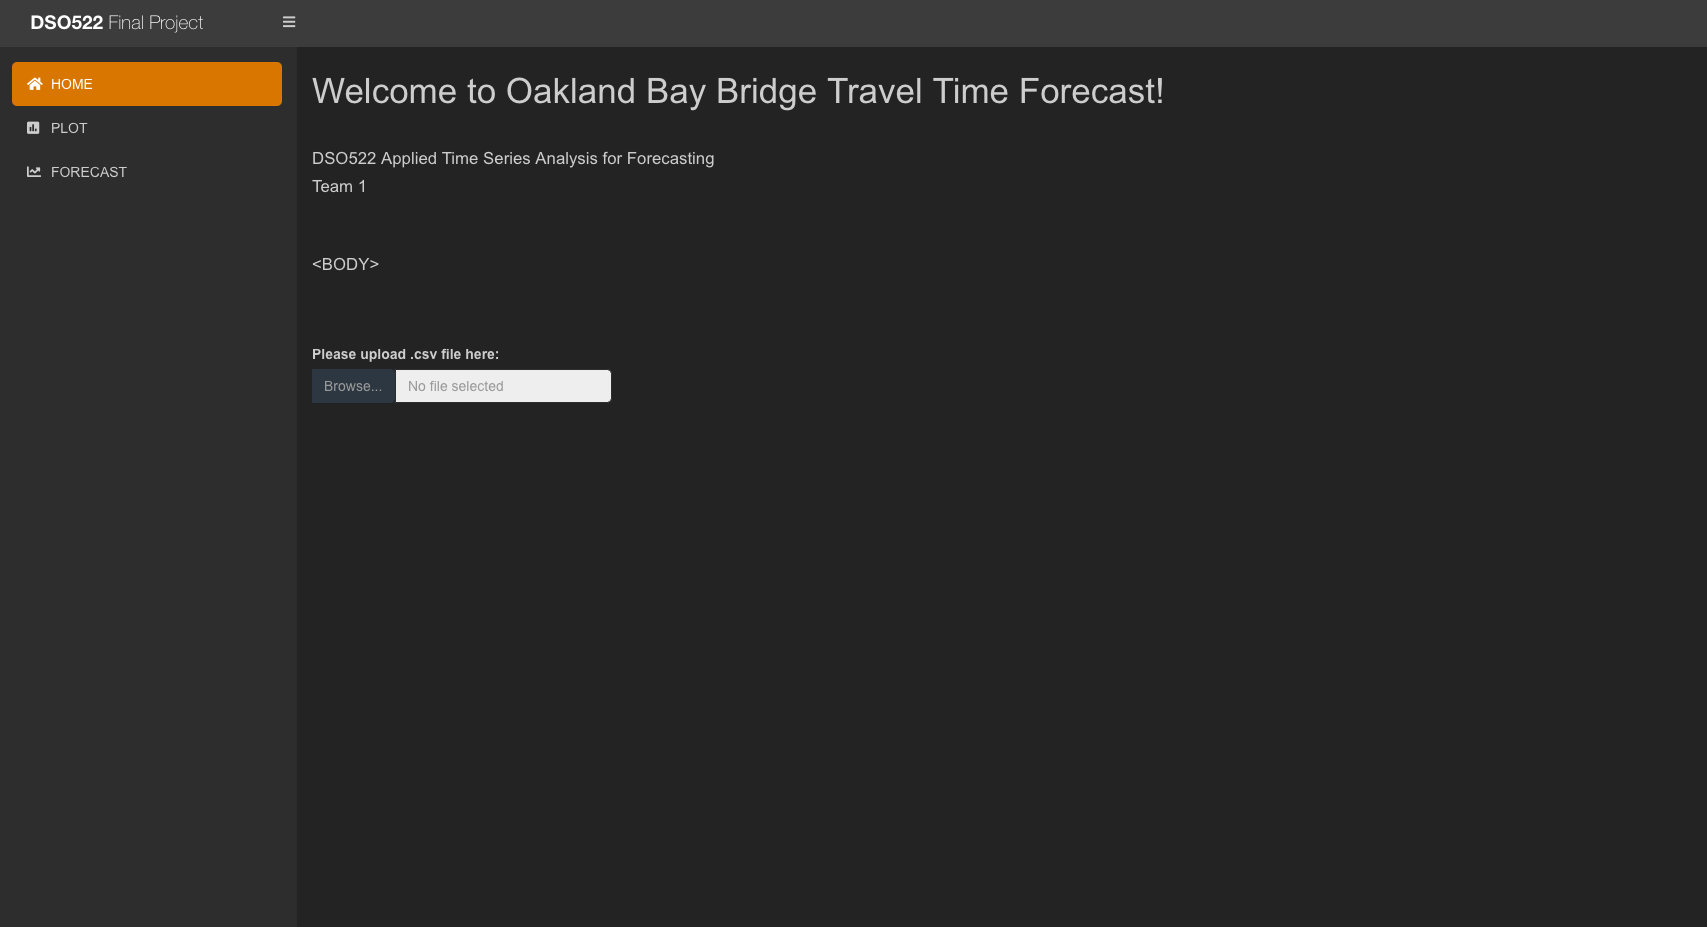 DSO522 Final Project
HOME
PLOT
FORECAST
Welcome to Oakland Bay Bridge Travel Time Forecast!
DSO522 Applied Time Series Analysis for Forecasting
Team 1
<BODY>
Please upload .csv file here:
Browse... No file selected